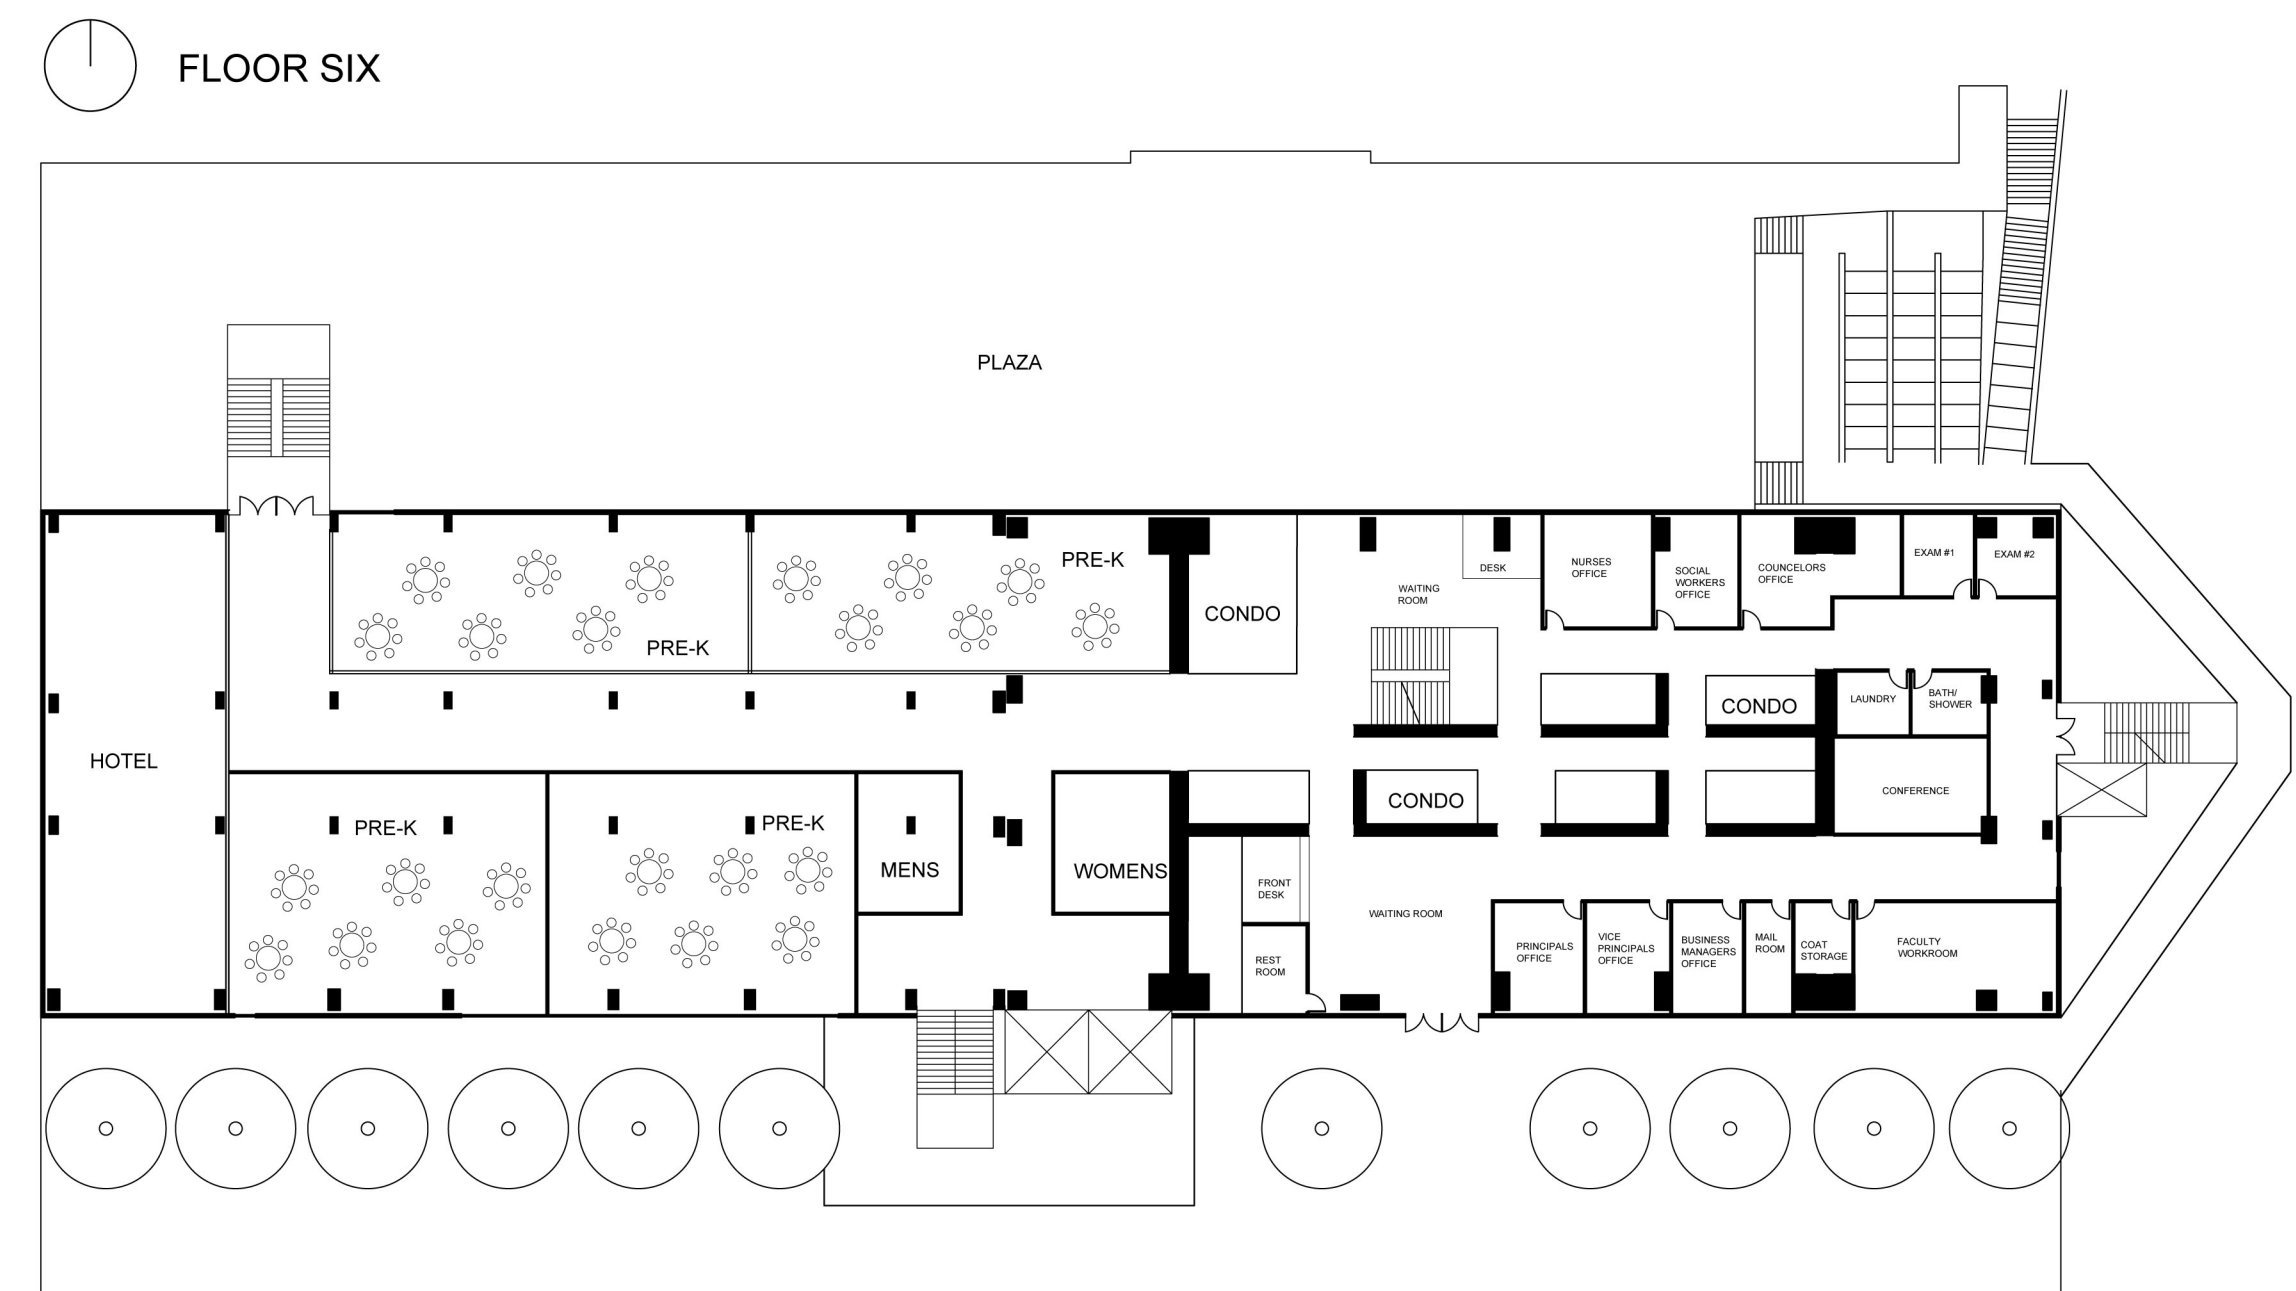 FLOOR SIX
PLAZA
PRE-K
PRE-K
CONDO
WAITING
ROOM
DESK
NURSES
OFFICE
SOCIAL
WORKERS
OFFICE
COUNCELORS
OFFICE
EXAM #1
EXAM #2
HOTEL
CONDO
LAUNDRY
BATH/
SHOWER
CONDO
CONFERENCE
PRE-K
PRE-K
MENS
WOMENS
FRONT
DESK
WAITING ROOM
REST
ROOM
PRINCIPALS
OFFICE
VICE
PRINCIPALS
OFFICE
BUSINESS
MANAGERS
OFFICE
MAIL
ROOM
COAT
STORAGE
FACULTY
WORKROOM